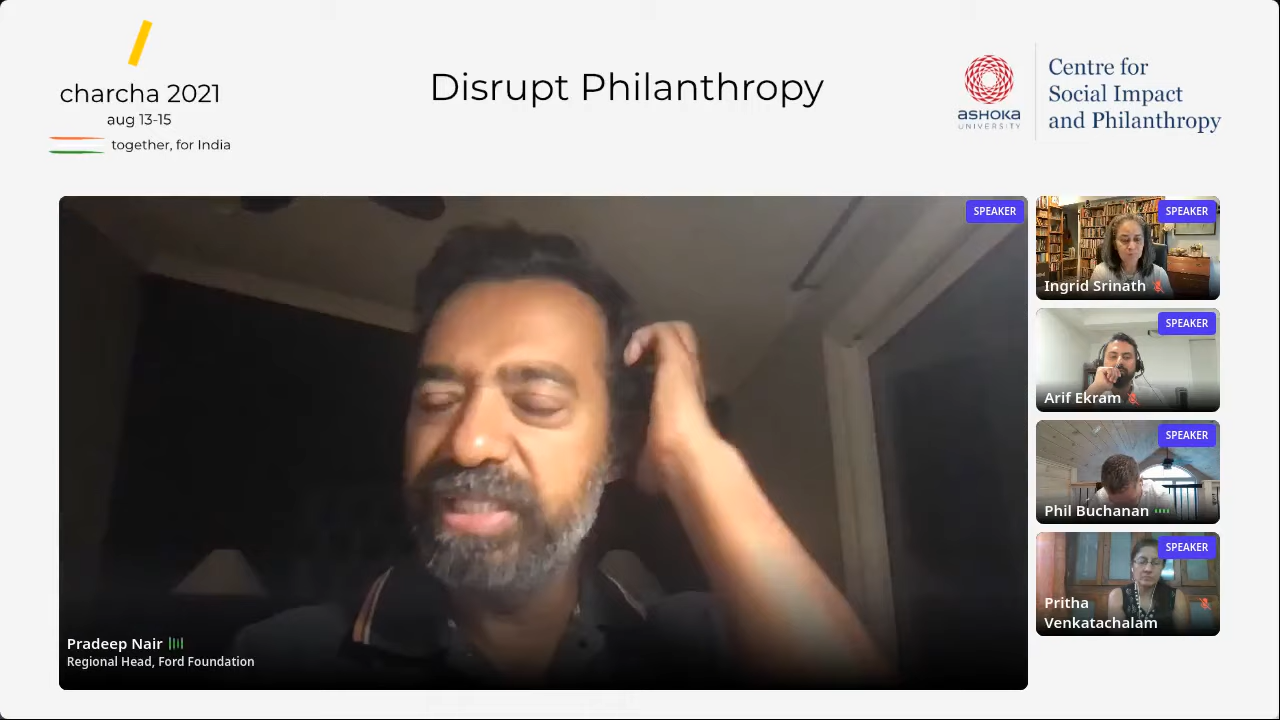 charcha 2021
aug 13-15
together, for India
Disrupt Philanthropy
ASHOKA
UNIVERSITY
Centre for
Social Impact
and Philanthropy
SPEAKER
Pradeep Nair
Regional Head, Ford Foundation
SPEAKER
Ingrid Srinath
SPEAKER
Arif Ekram
SPEAKER
Phil Buchanan
SPEAKER
Pritha
Venkatachalam